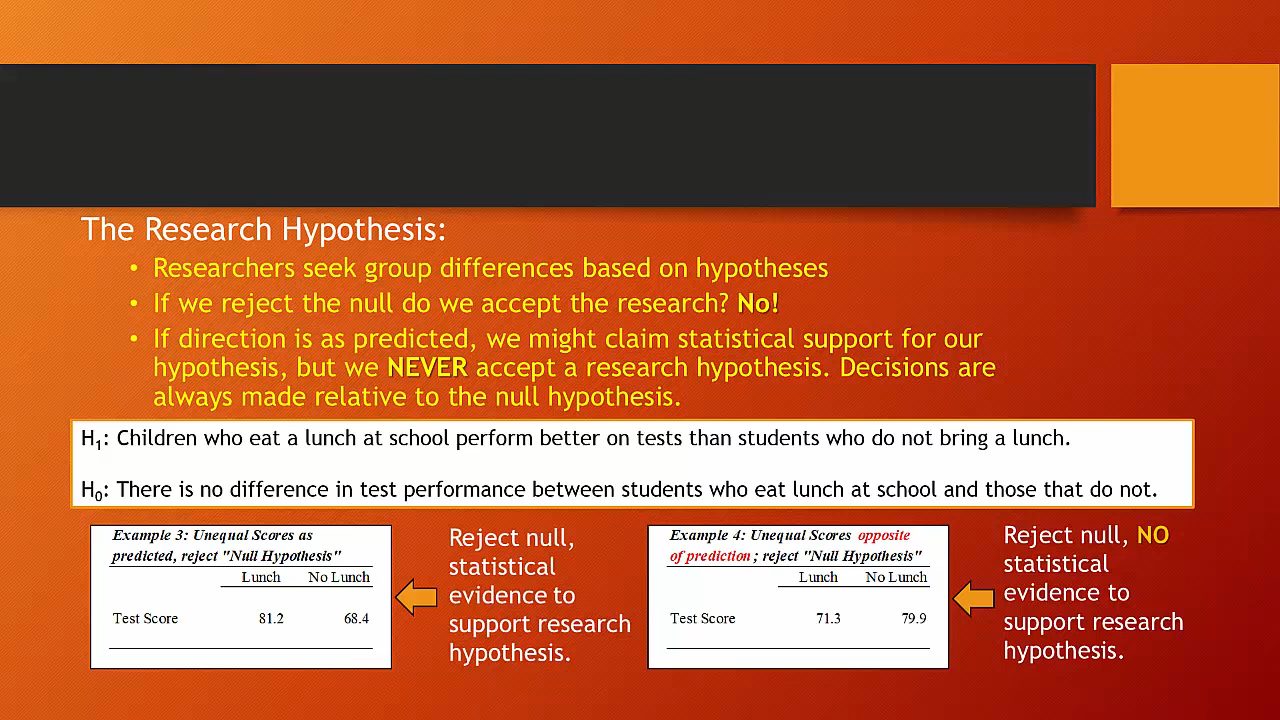 The Research Hypothesis:
• Researchers seek group differences based on hypotheses
• If we reject the null do we accept the research? No!
• If direction is as predicted, we might claim statistical support for our
hypothesis, but we NEVER accept a research hypothesis. Decisions are
always made relative to the null hypothesis.
H₁: Children who eat a lunch at school perform better on tests than students who do not bring a lunch.
H₀: There is no difference in test performance between students who eat lunch at school and those that do not.
Example 3: Unequal Scores as
predicted, reject "Null Hypothesis"
Lunch No Lunch
Test Score 81.2 68.4
Reject null,
statistical
evidence to
support research
hypothesis.
Example 4: Unequal Scores opposite
of prediction; reject "Null Hypothesis"
Lunch No Lunch
Test Score 71.3 79.9
Reject null, NO
statistical
evidence to
support research
hypothesis.